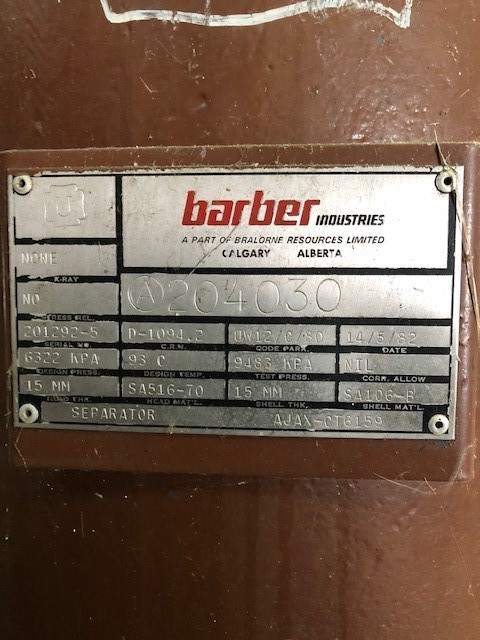 U
barber INDUSTRIES
A PART OF BRALORNE RESOURCES LIMITED
CALGARY ALBERTA
NONE
X-RAY
NO
STRESS REL.
A 204030
201292-5 D-1094.2 UW12/C/80 14/5/82
SERIAL NO C.R.N. CODE PARA. DATE
6322 KPA 93 C 9483 KPA NIL
DESIGN PRESS. DESIGN TEMP. TEST PRESS. CORR. ALLOW
15 MM SA516-70 15 MM SA106-B
HEAD THK. HEAD MAT'L. SHELL THK. SHELL MAT'L
SEPARATOR AJAX-CT6159